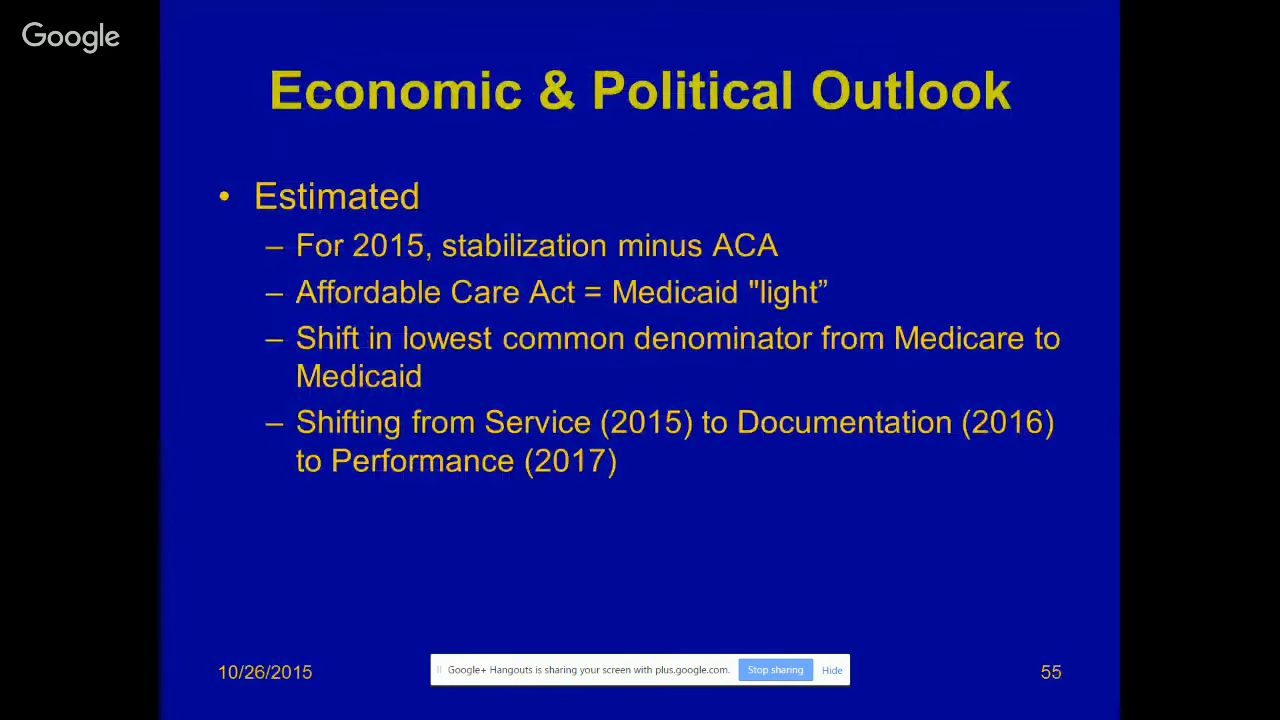 Google
Economic & Political Outlook
• Estimated
– For 2015, stabilization minus ACA
– Affordable Care Act = Medicaid "light”
– Shift in lowest common denominator from Medicare to
Medicaid
– Shifting from Service (2015) to Documentation (2016)
to Performance (2017)
10/26/2015
Google+ Hangouts is sharing your screen with plus.google.com.
Stop sharing
Hide
55